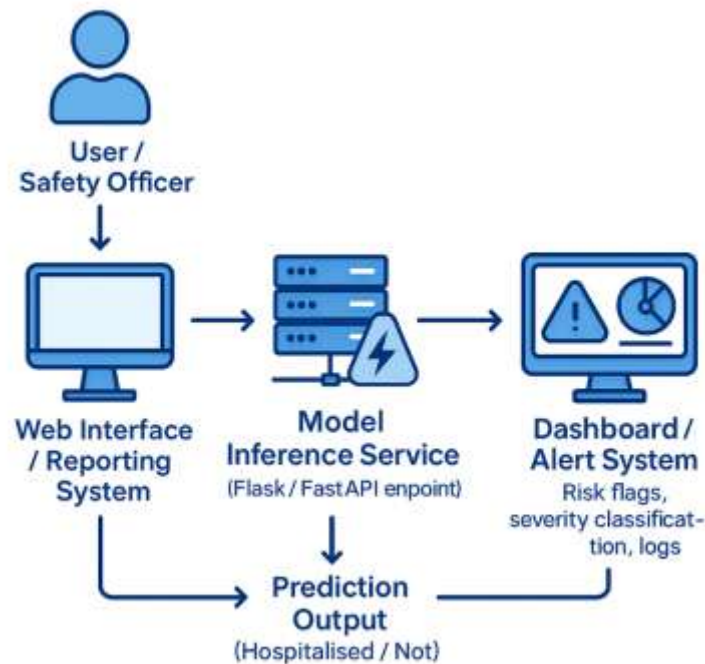 User /
Safety Officer
Web Interface
/ Reporting
System
Model
Inference Service
(Flask / FastAPI enpoint)
Dashboard /
Alert System
Risk flags,
severity classificat-
tion, logs
Prediction
Output
(Hospitalised / Not)